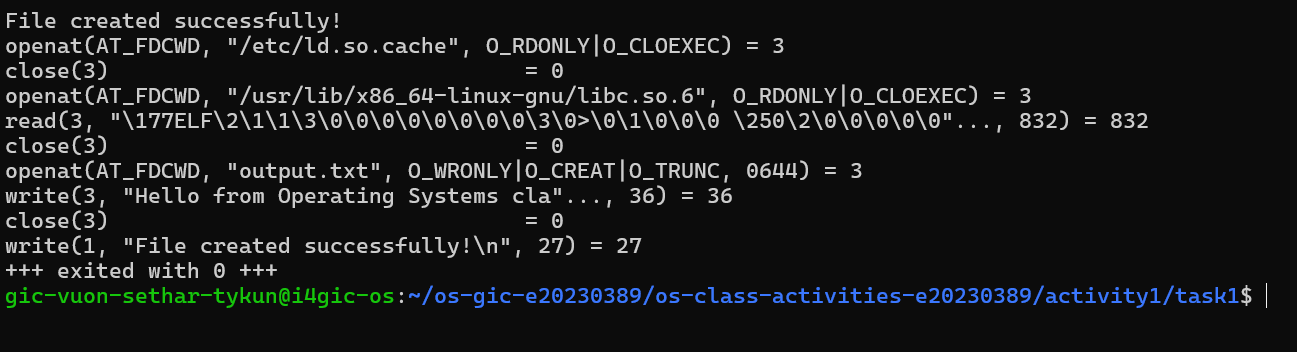 File created successfully!
openat(AT_FDCWD, "/etc/ld.so.cache", O_RDONLY|O_CLOEXEC) = 3
close(3)                                = 0
openat(AT_FDCWD, "/usr/lib/x86_64-linux-gnu/libc.so.6", O_RDONLY|O_CLOEXEC) = 3
read(3, "\177ELF\2\1\1\3\0\0\0\0\0\0\0\0\3\0>\0\1\0\0\0 \250\2\0\0\0\0\0"..., 832) = 832
close(3)                                = 0
openat(AT_FDCWD, "output.txt", O_WRONLY|O_CREAT|O_TRUNC, 0644) = 3
write(3, "Hello from Operating Systems cla"..., 36) = 36
close(3)                                = 0
write(1, "File created successfully!\n", 27) = 27
+++ exited with 0 +++
gic-vuon-sethar-tykun@i4gic-os:~/os-gic-e20230389/os-class-activities-e20230389/activity1/task1$